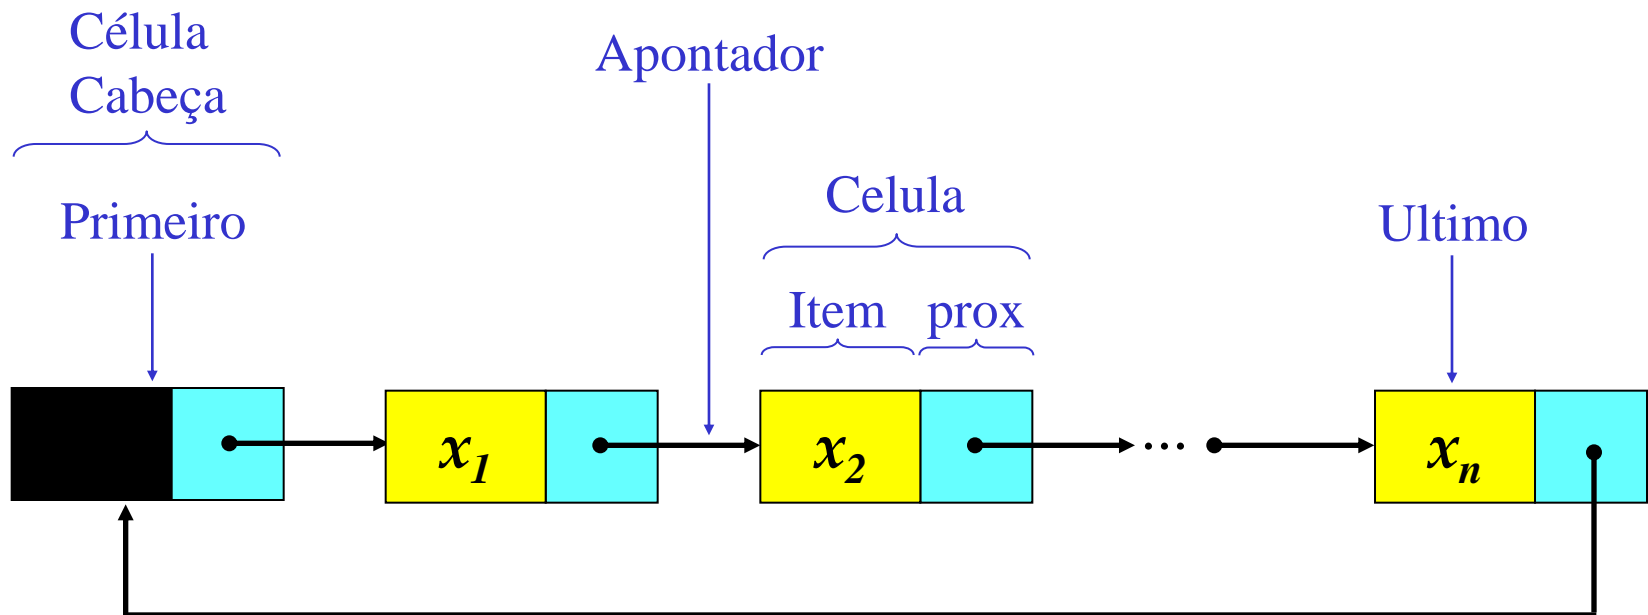 Célula
Cabeça
Apontador
Primeiro
Celula
Ultimo
Item prox
x1 x2 ... xn